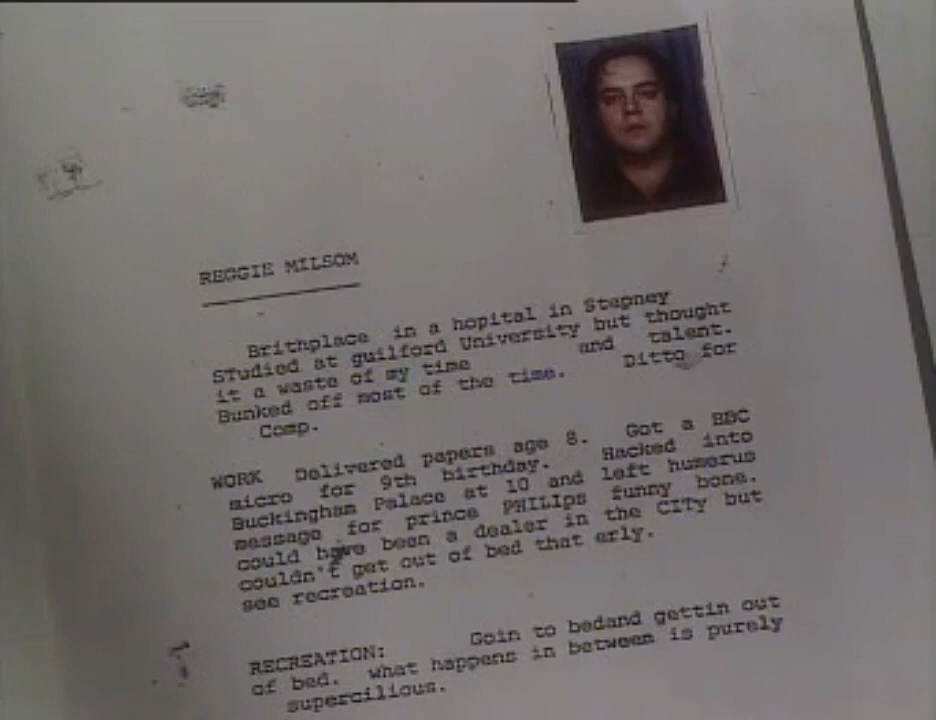 REGGIE MILSOM
Brithplace in a hopital in Stepney
STudied at guilford University but thought
it a waste of my time and talent.
Bunked off most of the time. Ditto for
Comp.
WORK Delivered papers age 8. Got a BBC
micro for 9th birthday. Hacked into
Buckingham Palace at 10 and left humerus
message for prince PHILIps funny bone.
could have been a dealer in the CITy but
couldn't get out of bed that erly.
see recreation.
RECREATION: Goin to bedand gettin out
of bed. what happens in between is purely
supercilious.